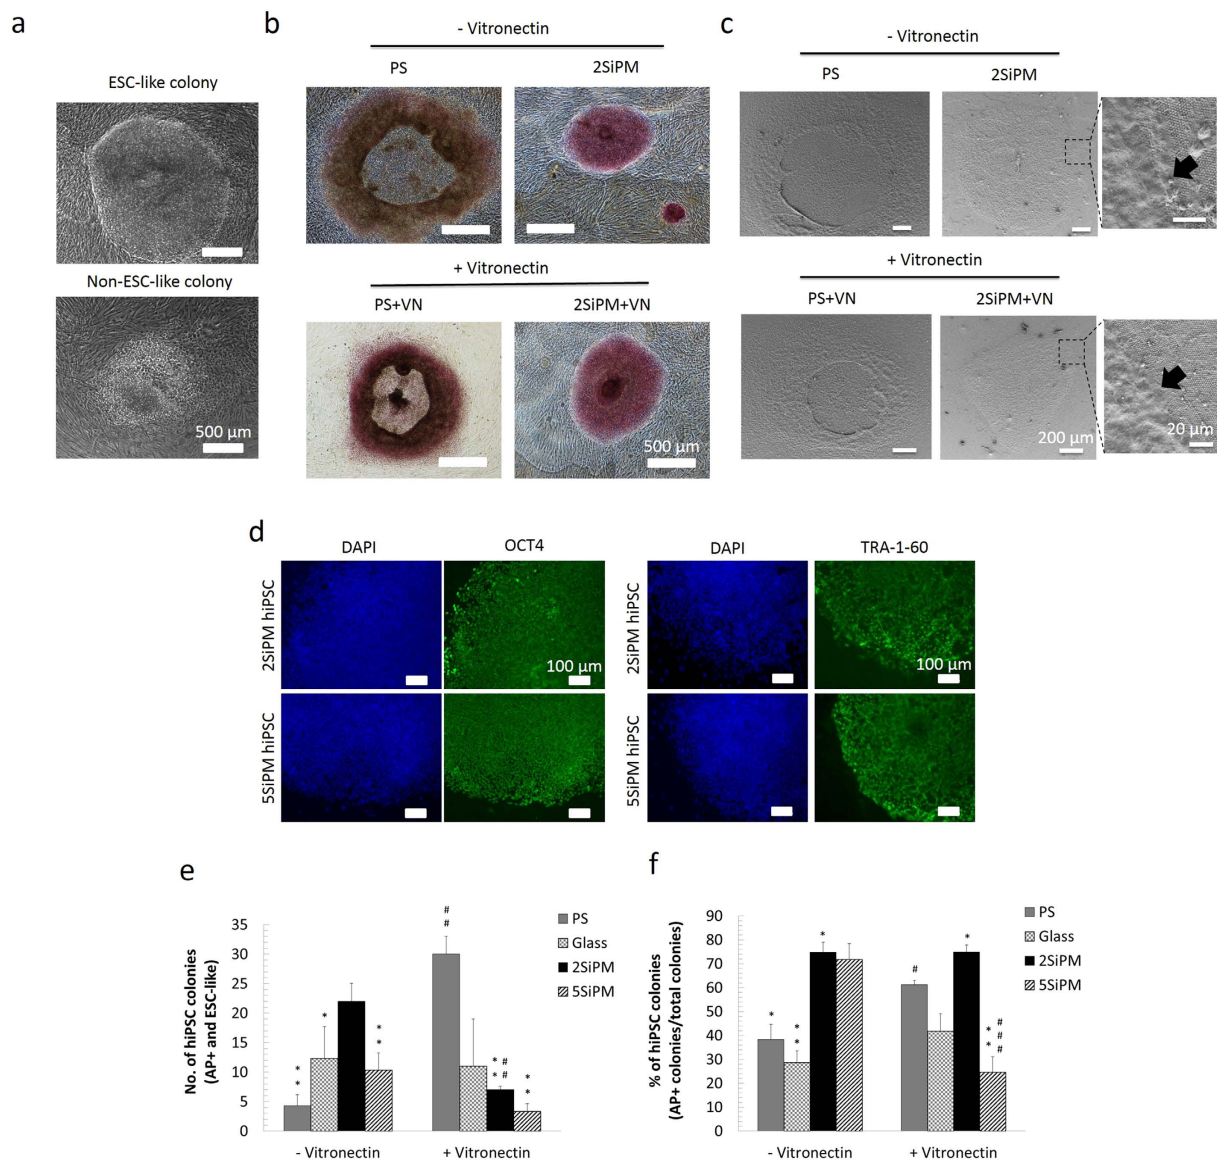 a
ESC-like colony
Non-ESC-like colony
500 µm
b
- Vitronectin
PS
2SiPM
+ Vitronectin
PS+VN
2SiPM+VN
500 µm
c
- Vitronectin
PS
2SiPM
+ Vitronectin
PS+VN
2SiPM+VN
200 µm
20 µm
d
DAPI
OCT4
DAPI
TRA-1-60
2SiPM hiPSC
100 µm
2SiPM hiPSC
100 µm
5SiPM hiPSC
5SiPM hiPSC
e
No. of hiPSC colonies
(AP+ and ESC-like)
35
30
25
20
15
10
5
0
* *
*
* *
# #
* *
# #
* *
- Vitronectin
+ Vitronectin
PS
Glass
2SiPM
5SiPM
f
% of hiPSC colonies
(AP+ colonies/total colonies)
90
80
70
60
50
40
30
20
10
0
*
* *
*
#
*
* *
# # #
- Vitronectin
+ Vitronectin
PS
Glass
2SiPM
5SiPM